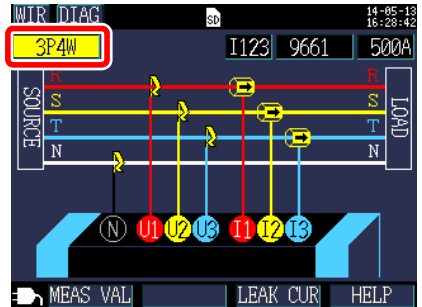 WIR DIAG SD 14-05-13
16:28:42
3P4W I123 9661 500A
R R
S S
T T
N N
SOURCE LOAD
N U1 U2 U3 I1 I2 I3
MEAS VAL LEAK CUR HELP